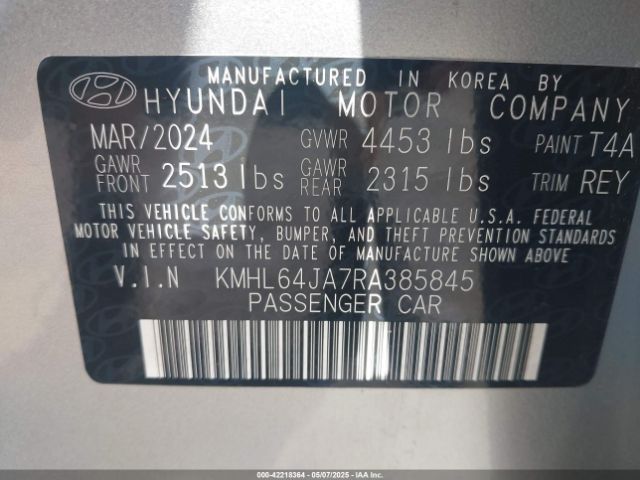 MANUFACTURED IN KOREA BY
HYUNDAI MOTOR COMPANY
MAR/2024 GVWR 4453 lbs PAINT T4A
GAWR FRONT 2513 lbs GAWR REAR 2315 lbs TRIM REY
THIS VEHICLE CONFORMS TO ALL APPLICABLE U.S.A. FEDERAL
MOTOR VEHICLE SAFETY, BUMPER, AND THEFT PREVENTION STANDARDS
IN EFFECT ON THE DATE OF MANUFACTURE SHOWN ABOVE.
V.I.N KMHL64JA7RA385845
PASSENGER CAR
000-42218364 | 05/07/2025 | IAA, Inc. - Copyright